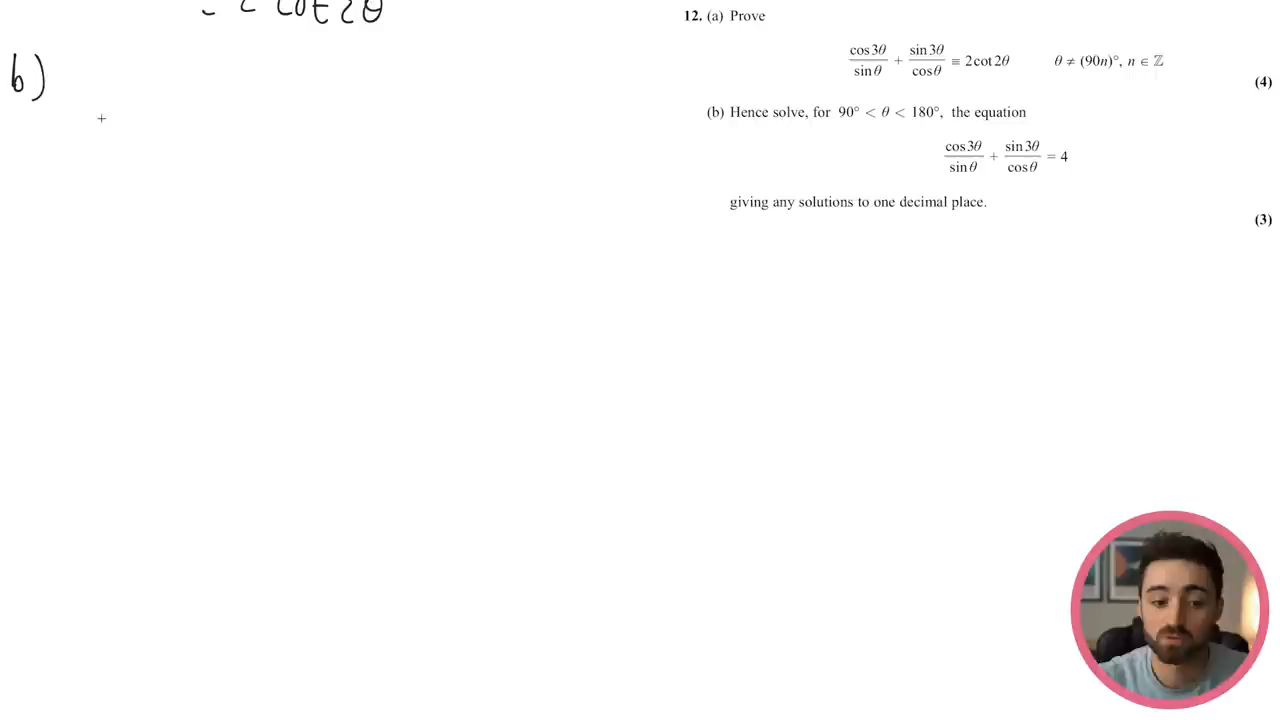 = 2 cot 2θ
b)
12. (a) Prove
cos3θ/sinθ + sin3θ/cosθ ≡ 2cot2θ θ ≠ (90n)°, n ∈ ℤ
(4)
(b) Hence solve, for 90° < θ < 180°, the equation
cos3θ/sinθ + sin3θ/cosθ = 4
giving any solutions to one decimal place.
(3)